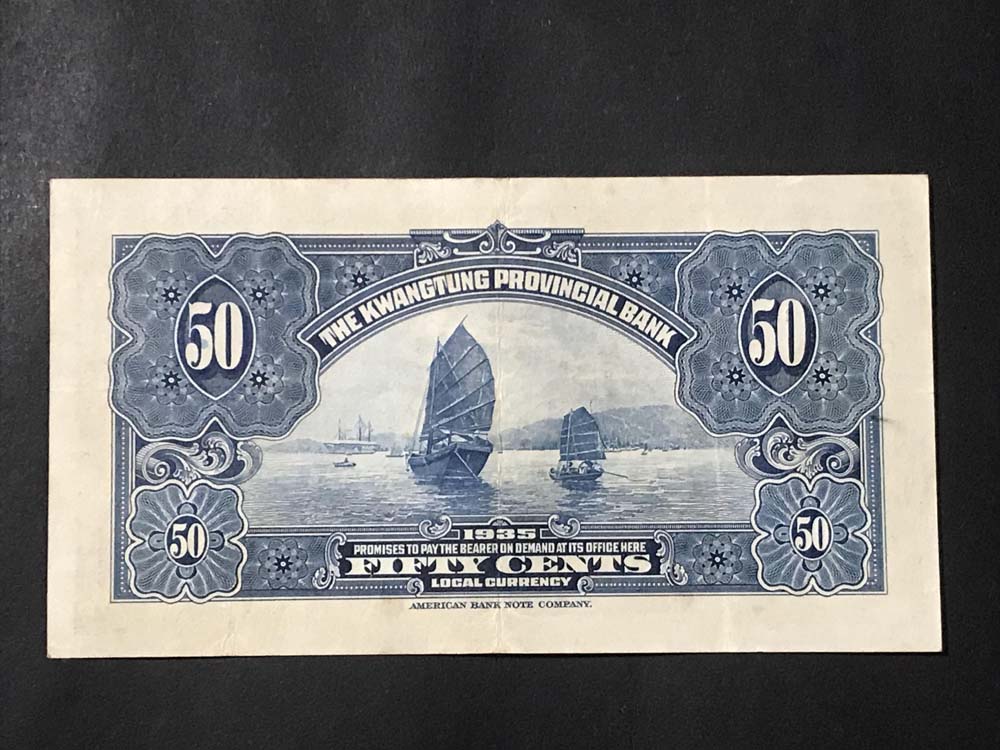 THE KWANGTUNG PROVINCIAL BANK
50 50
50 50
1935
PROMISES TO PAY THE BEARER ON DEMAND AT ITS OFFICE HERE
FIFTY CENTS
LOCAL CURRENCY
AMERICAN BANK NOTE COMPANY.